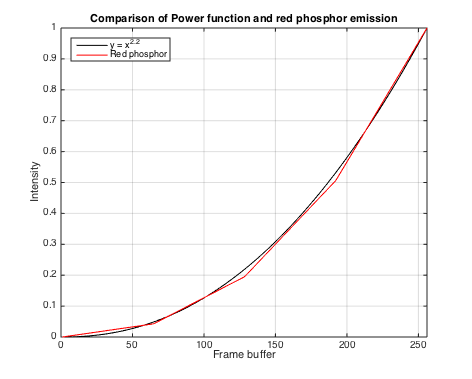 Comparison of Power function and red phosphor emission
y = x^2.2
Red phosphor
1
0.9
0.8
0.7
0.6
0.5
0.4
0.3
0.2
0.1
0
Intensity
0 50 100 150 200 250
Frame buffer